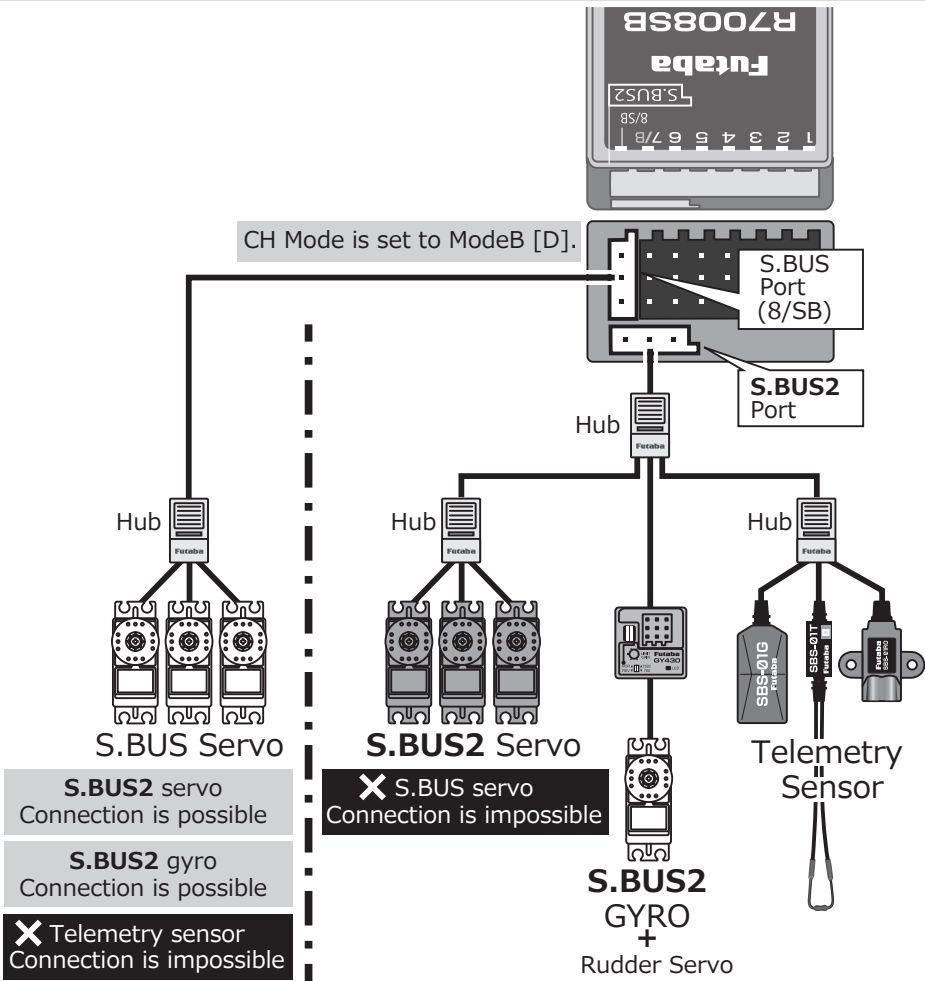 R7008SB
Futaba
S.BUS2
8/SB
7/B 6 5 4 3 2 1
CH Mode is set to ModeB [D].
S.BUS
Port
(8/SB)
S.BUS2
Port
Hub
Futaba
Hub
Futaba
Hub
Futaba
Hub
Futaba
Futaba
GY430
SBS-01G
Futaba
SBS-01T
Futaba
Futaba
SBS-01RO
S.BUS Servo
S.BUS2 Servo
Telemetry
Sensor
S.BUS2 servo
Connection is possible
S.BUS2 gyro
Connection is possible
Telemetry sensor
Connection is impossible
S.BUS servo
Connection is impossible
S.BUS2
GYRO
+
Rudder Servo